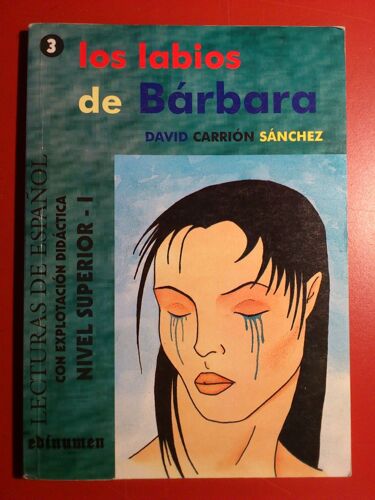 3
los labios
de Bárbara
DAVID CARRIÓN SÁNCHEZ
LECTURAS DE ESPAÑOL
CON EXPLOTACIÓN DIDÁCTICA
NIVEL SUPERIOR - I
edinumen